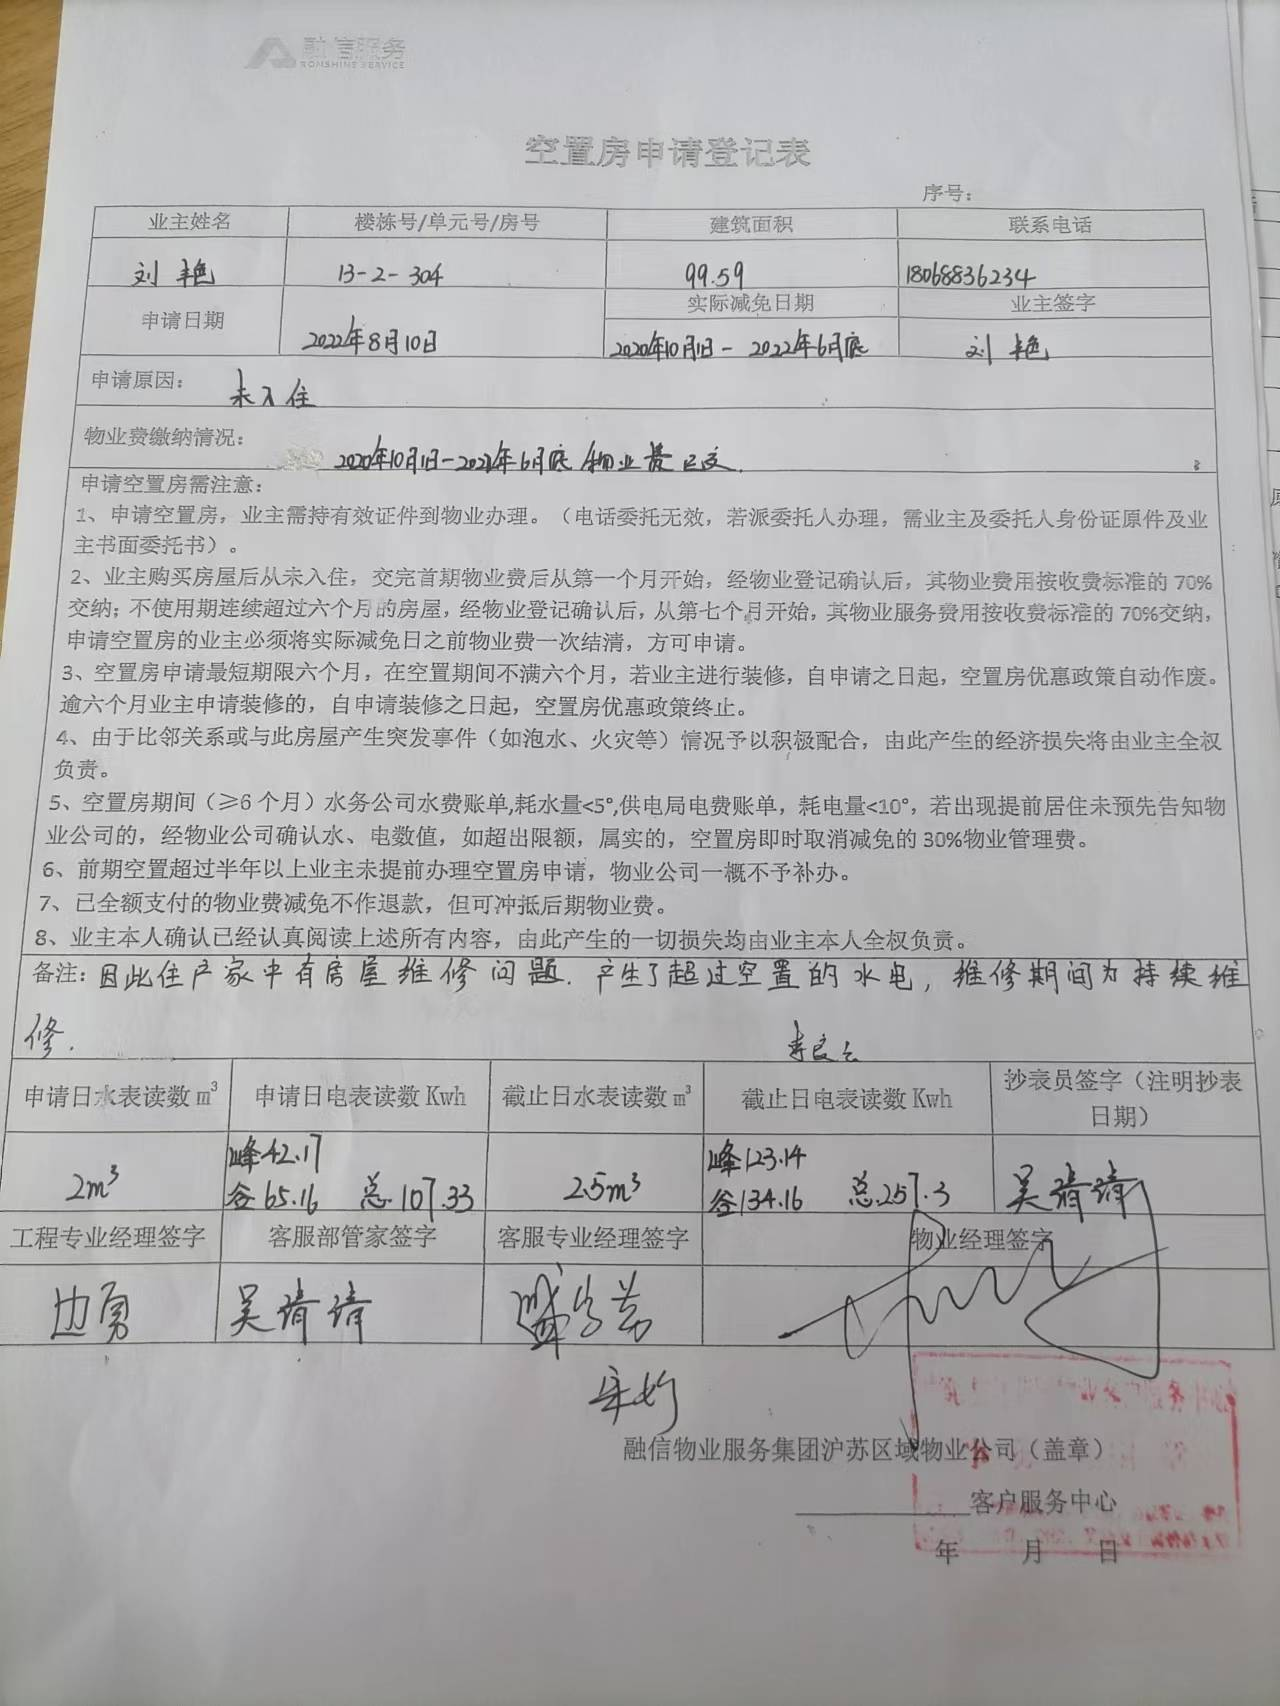 融信服务
RONSHINE SERVICE
空置房申请登记表
序号：
业主姓名 楼栋号/单元号/房号 建筑面积 联系电话
刘艳 13-2-304 99.59 18068836234
申请日期 实际减免日期 业主签字
2022年8月10日 2020年10月1日-2022年6月底 刘艳
申请原因： 未入住
物业费缴纳情况： 2020年10月1日-2022年6月底物业费已交.
申请空置房需注意：
1、申请空置房，业主需持有效证件到物业办理。（电话委托无效，若派委托人办理，需业主及委托人身份证原件及业
主书面委托书）。
2、业主购买房屋后从未入住，交完首期物业费后从第一个月开始，经物业登记确认后，其物业费用按收费标准的70%
交纳；不使用期连续超过六个月的房屋，经物业登记确认后，从第七个月开始，其物业服务费用按收费标准的70%交纳，
申请空置房的业主必须将实际减免日之前物业费一次结清，方可申请。
3、空置房申请最短期限六个月，在空置期间不满六个月，若业主进行装修，自申请之日起，空置房优惠政策自动作废。
逾六个月业主申请装修的，自申请装修之日起，空置房优惠政策终止。
4、由于比邻关系或与此房屋产生突发事件（如泡水、火灾等）情况予以积极配合，由此产生的经济损失将由业主全权
负责。
5、空置房期间（≥6个月）水务公司水费账单,耗水量<5°,供电局电费账单，耗电量<10°，若出现提前居住未预先告知物
业公司的，经物业公司确认水、电数值，如超出限额，属实的，空置房即时取消减免的30%物业管理费。
6、前期空置超过半年以上业主未提前办理空置房申请，物业公司一概不予补办。
7、已全额支付的物业费减免不作退款，但可冲抵后期物业费。
8、业主本人确认已经认真阅读上述所有内容，由此产生的一切损失均由业主本人全权负责。
备注：因此住户家中有房屋维修问题.产生了超过空置的水电，维修期间为持续维
修.
申请日水表读数m³ 申请日电表读数Kwh 截止日水表读数m³ 截止日电表读数Kwh 抄表员签字（注明抄表
日期）
峰42.17 峰123.14
2m³ 谷65.16 总.107.33 2.5m³ 谷134.16 总.257.3 吴靖靖
工程专业经理签字 客服部管家签字 客服专业经理签字 物业经理签字
边勇 吴靖靖
融信物业服务集团沪苏区域物业公司（盖章）
客户服务中心
年 月 日